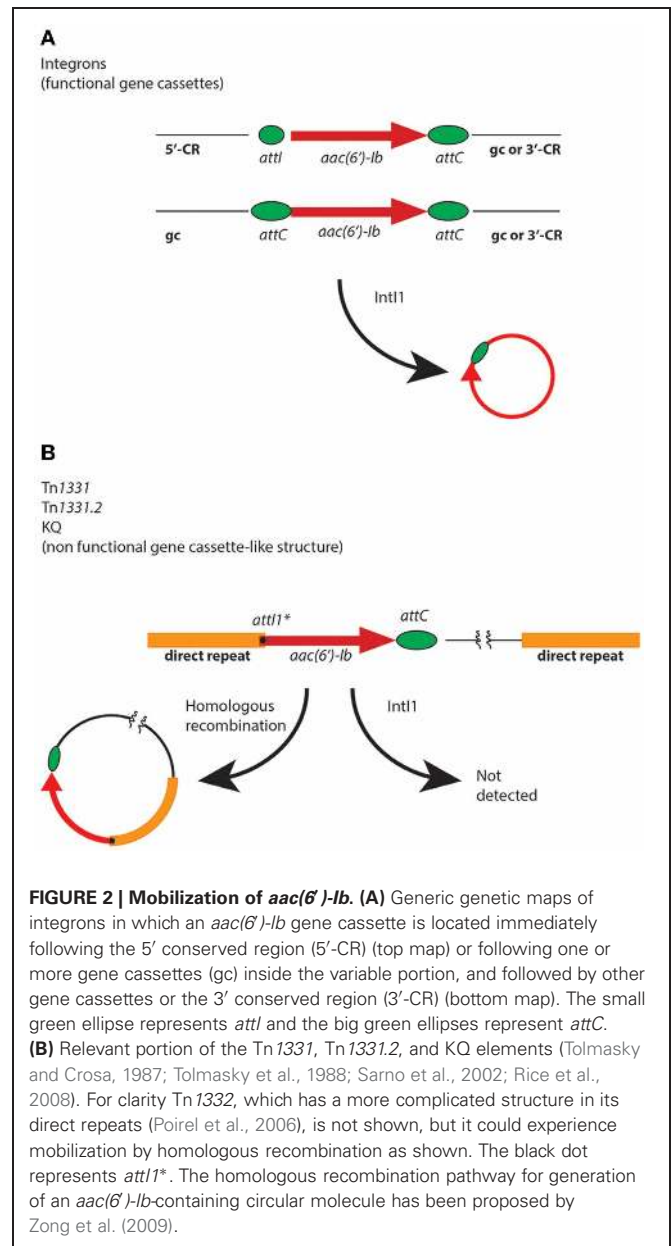 A
Integrons
(functional gene cassettes)
5′-CR
attI
aac(6’)-Ib
attC
gc or 3’-CR
gc
attC
aac(6’)-Ib
attC
gc or 3’-CR
IntI1
B
Tn1331
Tn1331.2
KQ
(non functional gene cassette-like structure)
attI1*
attC
direct repeat
aac(6’)-Ib
direct repeat
Homologous
recombination
IntI1
Not
detected
FIGURE 2 | Mobilization of aac(6′)-Ib. (A) Generic genetic maps of
integrons in which an aac(6′)-Ib gene cassette is located immediately
following the 5′ conserved region (5′-CR) (top map) or following one or
more gene cassettes (gc) inside the variable portion, and followed by other
gene cassettes or the 3′ conserved region (3′-CR) (bottom map). The small
green ellipse represents attI and the big green ellipses represent attC.
(B) Relevant portion of the Tn1331, Tn1331.2, and KQ elements (Tolmasky
and Crosa, 1987; Tolmasky et al., 1988; Sarno et al., 2002; Rice et al.,
2008). For clarity Tn1332, which has a more complicated structure in its
direct repeats (Poirel et al., 2006), is not shown, but it could experience
mobilization by homologous recombination as shown. The black dot
represents attI1*. The homologous recombination pathway for generation
of an aac(6′)-Ib-containing circular molecule has been proposed by
Zong et al. (2009).